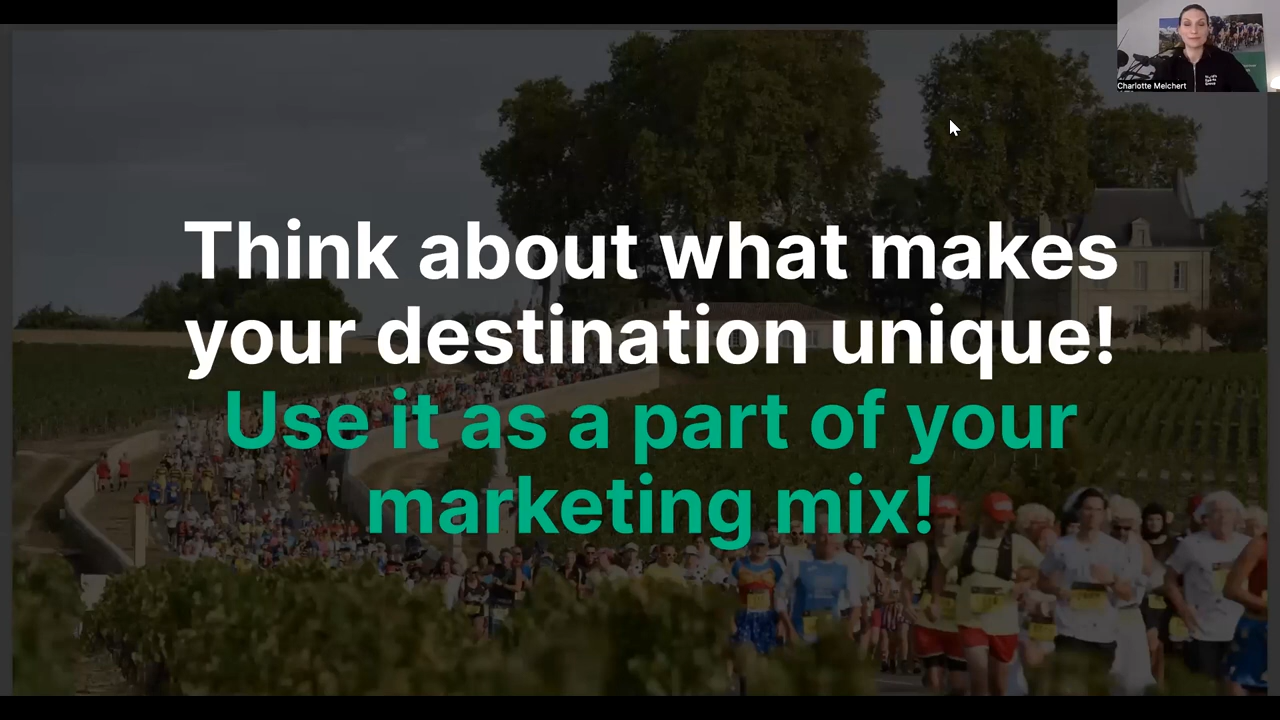 Charlotte Melchert
Think about what makes
your destination unique!
Use it as a part of your
marketing mix!